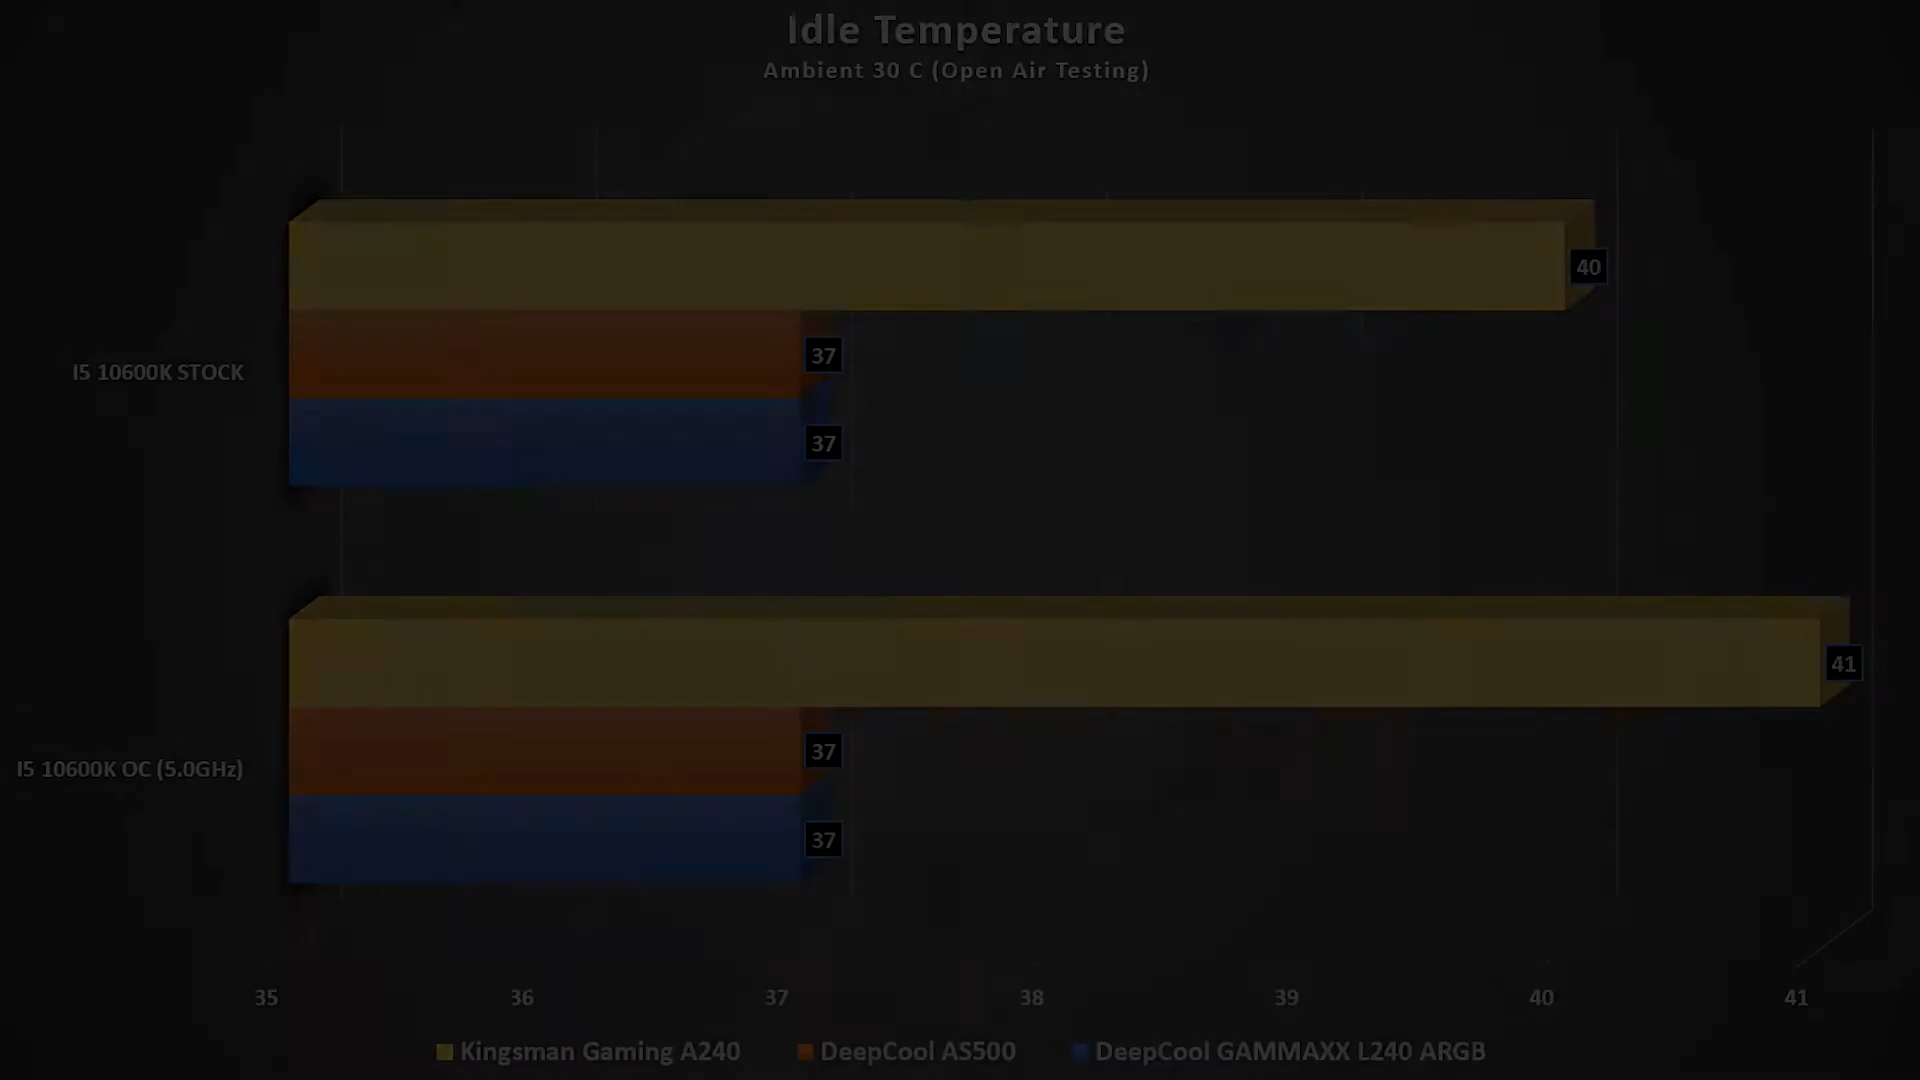 Idle Temperature
Ambient 30 C (Open Air Testing)
40
37
I5 10600K STOCK
37
41
37
I5 10600K OC (5.0GHz)
37
35 36 37 38 39 40 41
Kingsman Gaming A240 DeepCool AS500 DeepCool GAMMAXX L240 ARGB